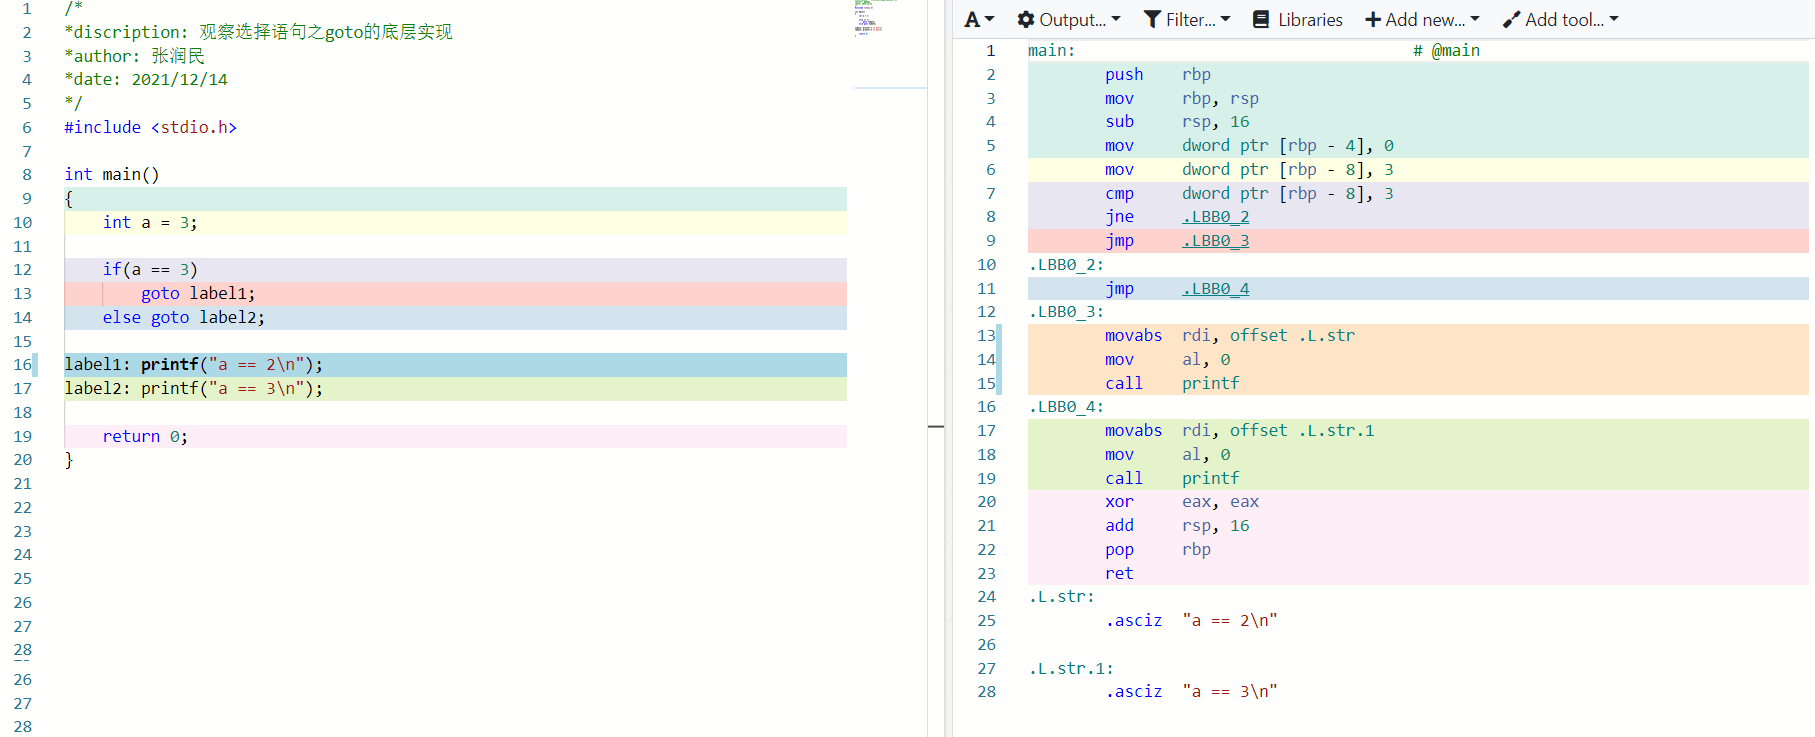 1 /*
2 *discription: 观察选择语句之goto的底层实现
3 *author: 张润民
4 *date: 2021/12/14
5 */
6 #include <stdio.h>
7
8 int main()
9 {
10 int a = 3;
11
12 if(a == 3)
13 goto label1;
14 else goto label2;
15
16 label1: printf("a == 2\n");
17 label2: printf("a == 3\n");
18
19 return 0;
20 }
21
22
23
24
25
26
27
28
26
27
28
A Output... Filter... Libraries Add new... Add tool...
1 main: # @main
2 push rbp
3 mov rbp, rsp
4 sub rsp, 16
5 mov dword ptr [rbp - 4], 0
6 mov dword ptr [rbp - 8], 3
7 cmp dword ptr [rbp - 8], 3
8 jne .LBB0_2
9 jmp .LBB0_3
10 .LBB0_2:
11 jmp .LBB0_4
12 .LBB0_3:
13 movabs rdi, offset .L.str
14 mov al, 0
15 call printf
16 .LBB0_4:
17 movabs rdi, offset .L.str.1
18 mov al, 0
19 call printf
20 xor eax, eax
21 add rsp, 16
22 pop rbp
23 ret
24 .L.str:
25 .asciz "a == 2\n"
26
27 .L.str.1:
28 .asciz "a == 3\n"